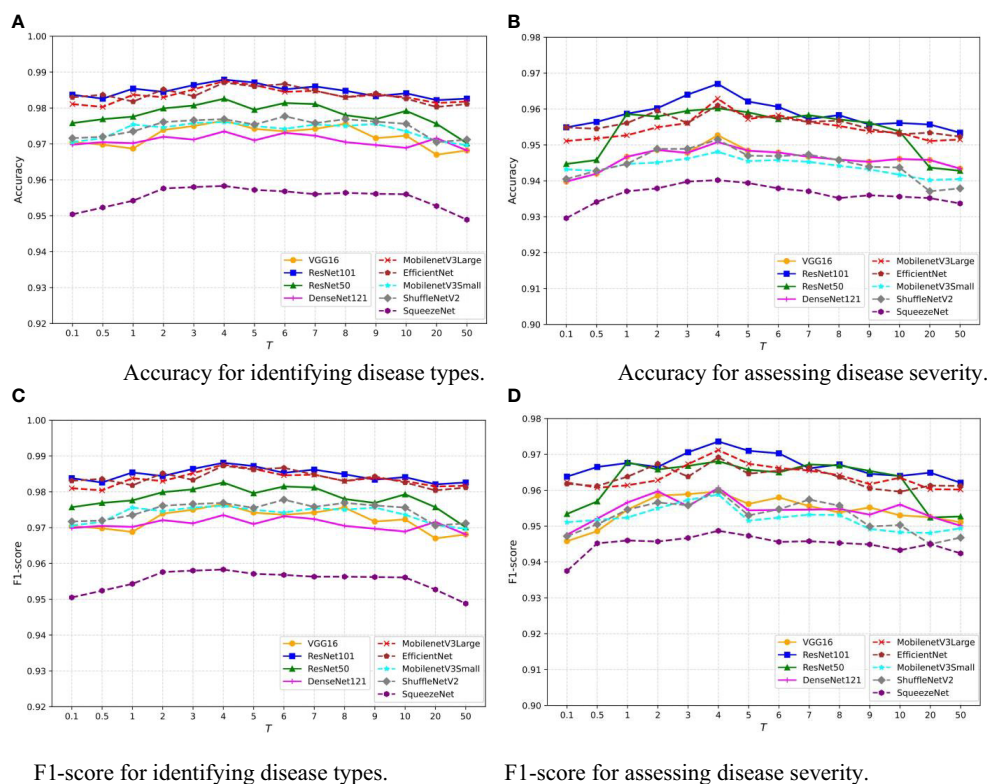 A
1.00
0.99
0.98
0.97
0.96
0.95
0.94
0.93
0.92
Accuracy
VGG16
ResNet101
ResNet50
DenseNet121
MobilenetV3Large
EfficientNet
MobilenetV3Small
ShuffleNetV2
SqueezeNet
0.1 0.5 1 2 3 4 5 6 7 8 9 10 20 50
T
Accuracy for identifying disease types.
B
0.98
0.97
0.96
0.95
0.94
0.93
0.92
0.91
0.90
Accuracy
VGG16
ResNet101
ResNet50
DenseNet121
MobilenetV3Large
EfficientNet
MobilenetV3Small
ShuffleNetV2
SqueezeNet
0.1 0.5 1 2 3 4 5 6 7 8 9 10 20 50
T
Accuracy for assessing disease severity.
C
1.00
0.99
0.98
0.97
0.96
0.95
0.94
0.93
0.92
F1-score
VGG16
ResNet101
ResNet50
DenseNet121
MobilenetV3Large
EfficientNet
MobilenetV3Small
ShuffleNetV2
SqueezeNet
0.1 0.5 1 2 3 4 5 6 7 8 9 10 20 50
T
F1-score for identifying disease types.
D
0.98
0.97
0.96
0.95
0.94
0.93
0.92
0.91
0.90
F1-score
VGG16
ResNet101
ResNet50
DenseNet121
MobilenetV3Large
EfficientNet
MobilenetV3Small
ShuffleNetV2
SqueezeNet
0.1 0.5 1 2 3 4 5 6 7 8 9 10 20 50
T
F1-score for assessing disease severity.